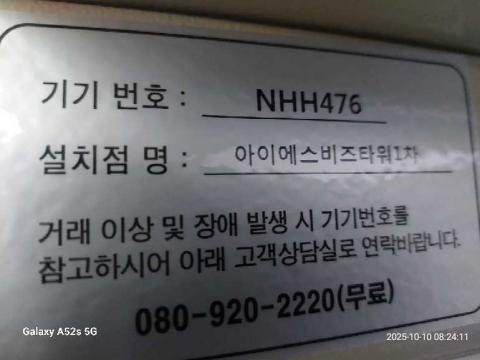 기기 번호 : NHH476
설치점 명 : 아이에스비즈타워1차
거래 이상 및 장애 발생 시 기기번호를
참고하시어 아래 고객상담실로 연락바랍니다.
080-920-2220(무료)
Galaxy A52s 5G
2025-10-10 08:24:11